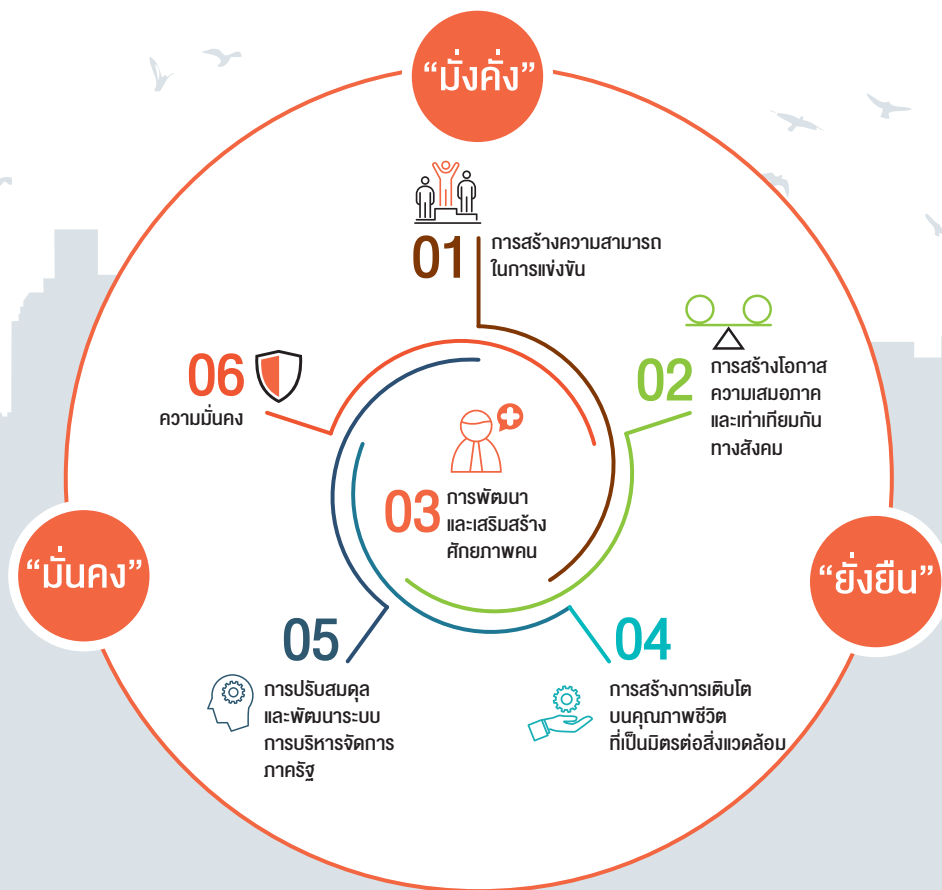 “มั่งคั่ง”
01
การสร้างความสามารถ
ในการแข่งขัน
02
การสร้างโอกาส
ความเสมอภาค
และเท่าเทียมกัน
ทางสังคม
06
ความมั่นคง
03
การพัฒนา
และเสริมสร้าง
ศักยภาพคน
“มั่นคง”
“ยั่งยืน”
05
การปรับสมดุล
และพัฒนาระบบ
การบริหารจัดการ
ภาครัฐ
04
การสร้างการเติบโต
บนคุณภาพชีวิต
ที่เป็นมิตรต่อสิ่งแวดล้อม